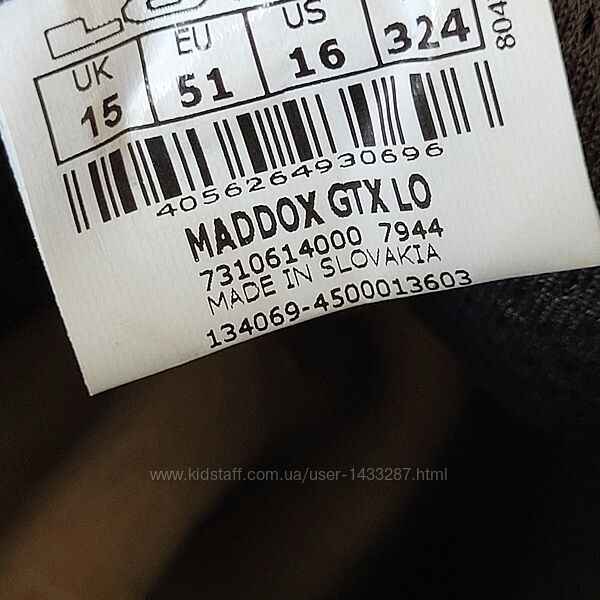 UK EU US
15 51 16 324
804
4056264930696
MADDOX GTX LO
7310614000 7944
MADE IN SLOVAKIA
134069-4500013603
www.kidstaff.com.ua/user-1433287.html